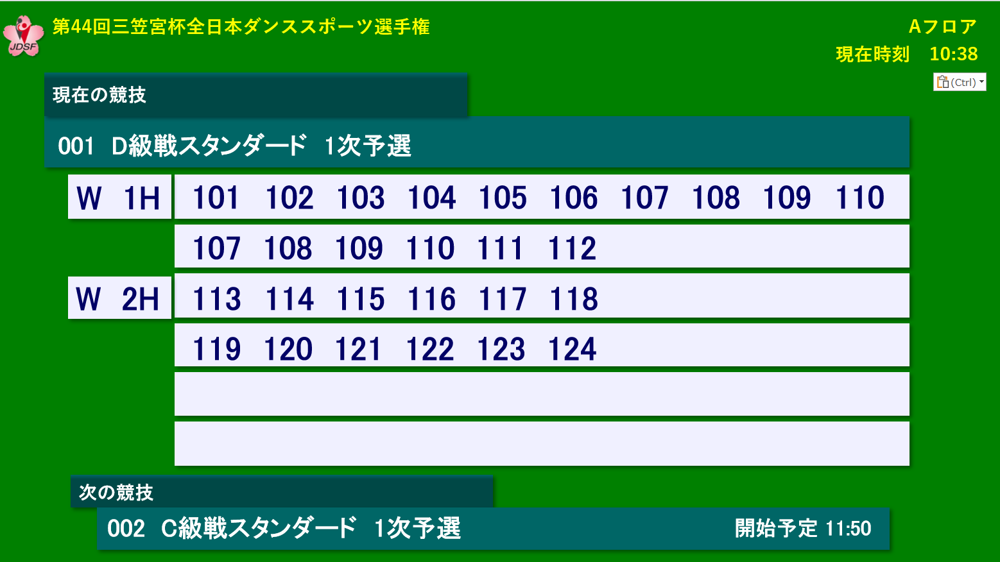 第44回三笠宮杯全日本ダンススポーツ選手権
Aフロア
現在時刻　10:38
JDSF
(Ctrl)
現在の競技
001　D級戦スタンダード　1次予選
W　1H　101　102　103　104　105　106　107　108　109　110
107　108　109　110　111　112
W　2H　113　114　115　116　117　118
119　120　121　122　123　124
次の競技
002　C級戦スタンダード　1次予選　開始予定 11:50